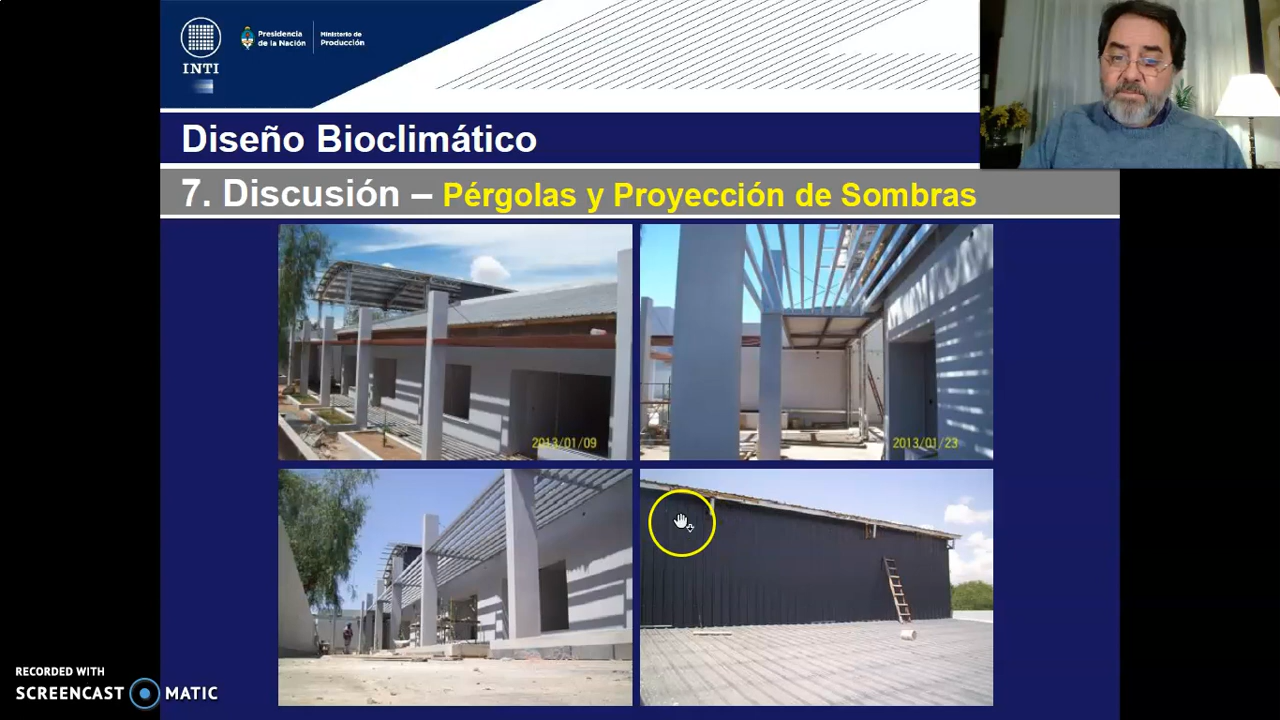 INTI
Presidencia
de la Nación
Ministerio de
Producción
Diseño Bioclimático
7. Discusión – Pérgolas y Proyección de Sombras
2013/01/09
2013/01/23
RECORDED WITH
SCREENCAST MATIC